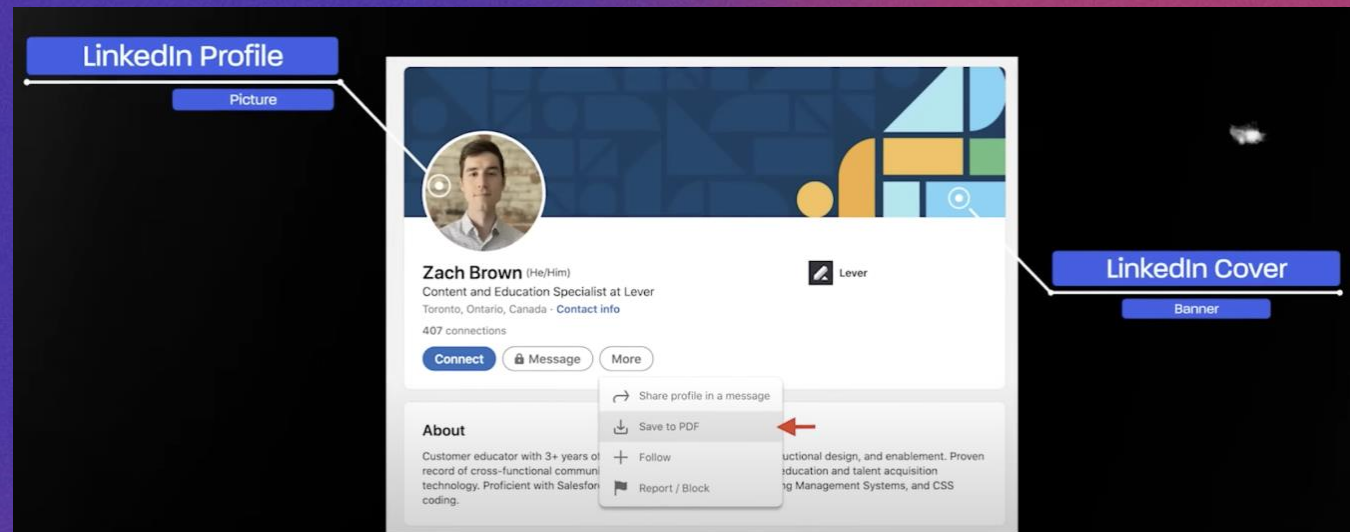 LinkedIn Profile
Picture
Zach Brown (He/Him)
Content and Education Specialist at Lever
Toronto, Ontario, Canada · Contact info
407 connections
Connect
Message
More
Lever
LinkedIn Cover
Banner
Share profile in a message
Save to PDF
Follow
Report / Block
About
Customer educator with 3+ years of uctional design, and enablement. Proven
record of cross-functional communi education and talent acquisition
technology. Proficient with Salesfor ng Management Systems, and CSS
coding.